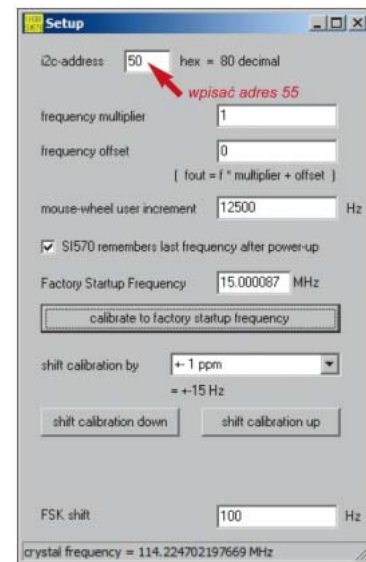 Setup
i2c-address 50 hex = 80 decimal
wpisać adres 55
frequency multiplier 1
frequency offset 0
( fout = f * multiplier + offset )
mouse-wheel user increment 12500 Hz
SI570 remembers last frequency after power-up
Factory Startup Frequency 15.000087 MHz
calibrate to factory startup frequency
shift calibration by +- 1 ppm
= +-15 Hz
shift calibration down shift calibration up
FSK shift 100 Hz
crystal frequency = 114.224702197669 MHz